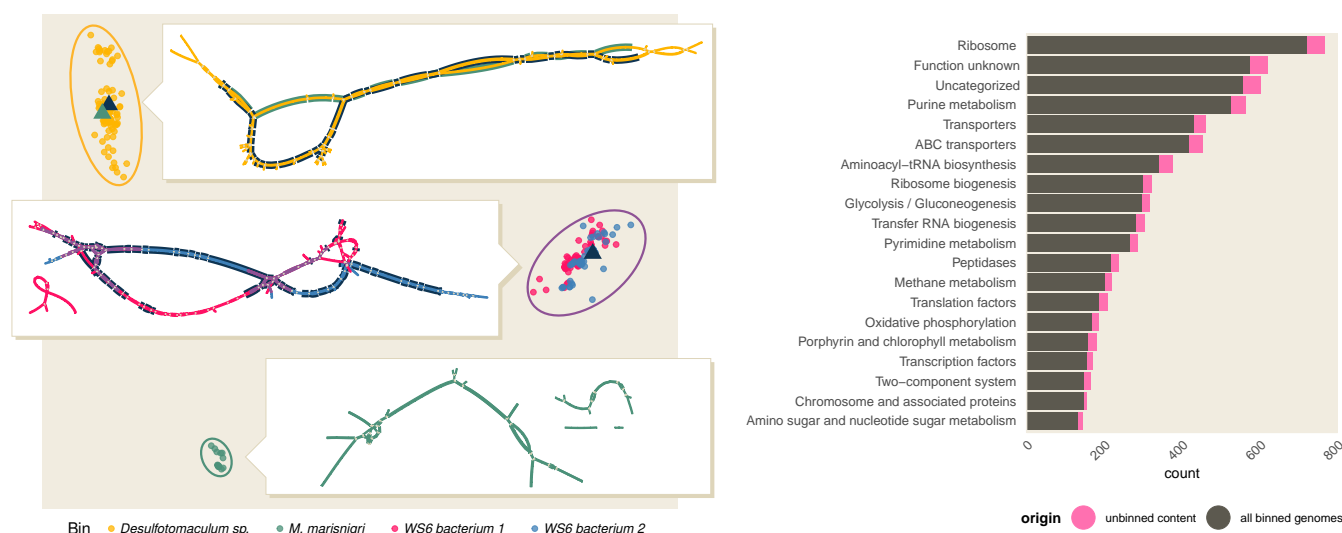 Bin
Desulfotomaculum sp.
M. marisnigri
WS6 bacterium 1
WS6 bacterium 2
Ribosome
Function unknown
Uncategorized
Purine metabolism
Transporters
ABC transporters
Aminoacyl−tRNA biosynthesis
Ribosome biogenesis
Glycolysis / Gluconeogenesis
Transfer RNA biogenesis
Pyrimidine metabolism
Peptidases
Methane metabolism
Translation factors
Oxidative phosphorylation
Porphyrin and chlorophyll metabolism
Transcription factors
Two−component system
Chromosome and associated proteins
Amino sugar and nucleotide sugar metabolism
0 200 400 600 800
count
origin unbinned content all binned genomes